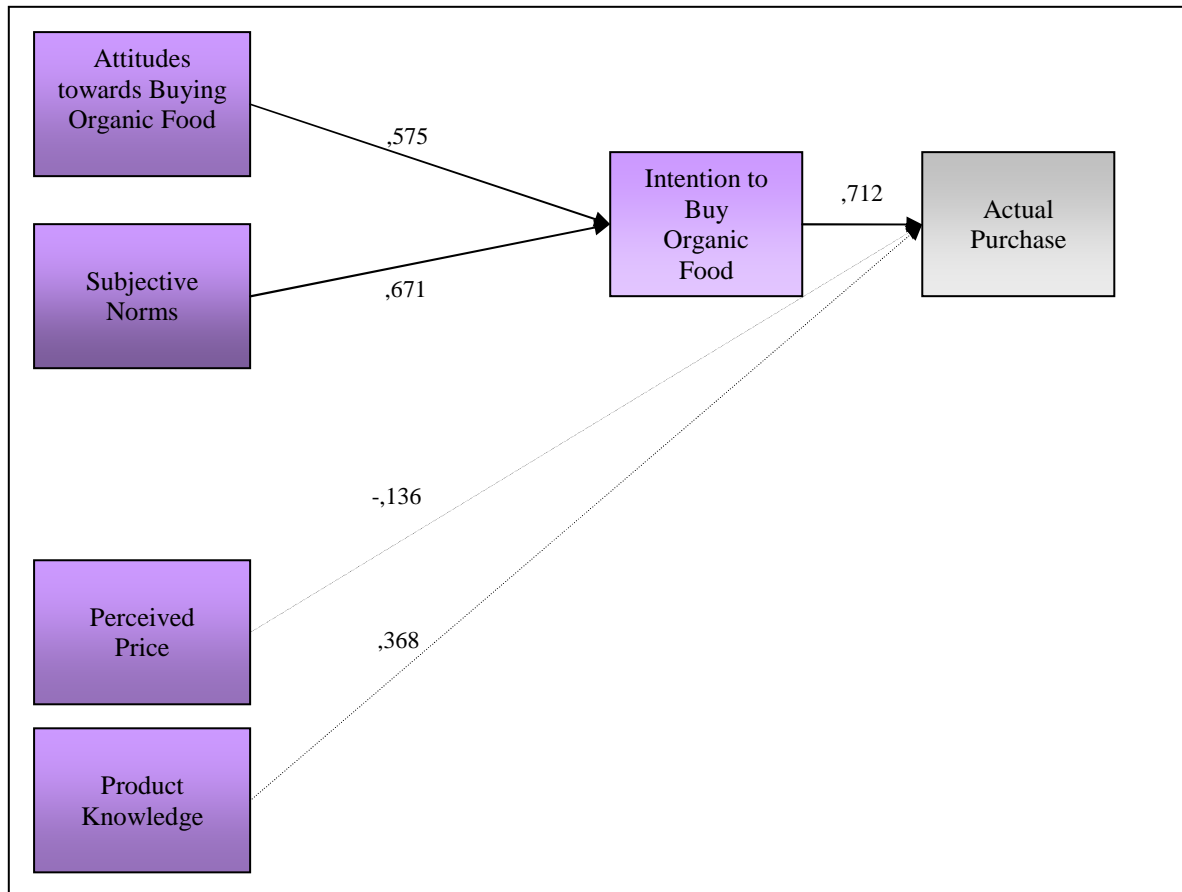 Attitudes
towards Buying
Organic Food
,575
Intention to
Buy
Organic
Food
,712
Actual
Purchase
Subjective
Norms
,671
-,136
Perceived
Price
,368
Product
Knowledge